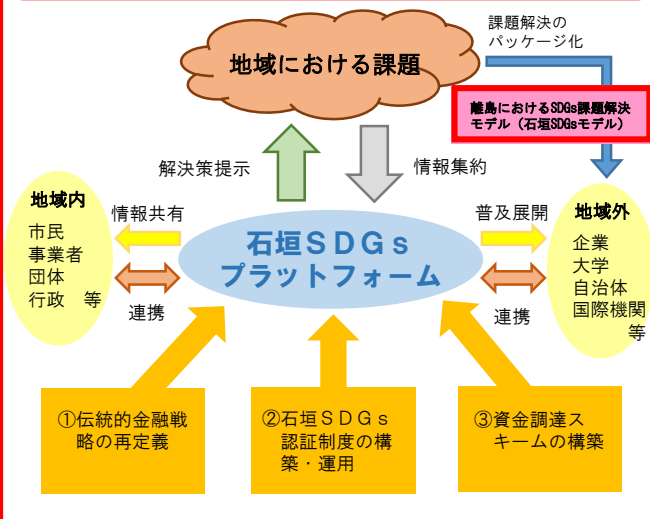 課題解決の
パッケージ化
地域における課題
離島におけるSDGs課題解決
モデル（石垣SDGsモデル）
解決策提示
情報集約
地域内
市民
事業者
団体
行政　等
情報共有
連携
石垣ＳＤＧｓ
プラットフォーム
普及展開
連携
地域外
企業
大学
自治体
国際機関
等
①伝統的金融戦
略の再定義
②石垣ＳＤＧｓ
認証制度の構
築・運用
③資金調達ス
キームの構築